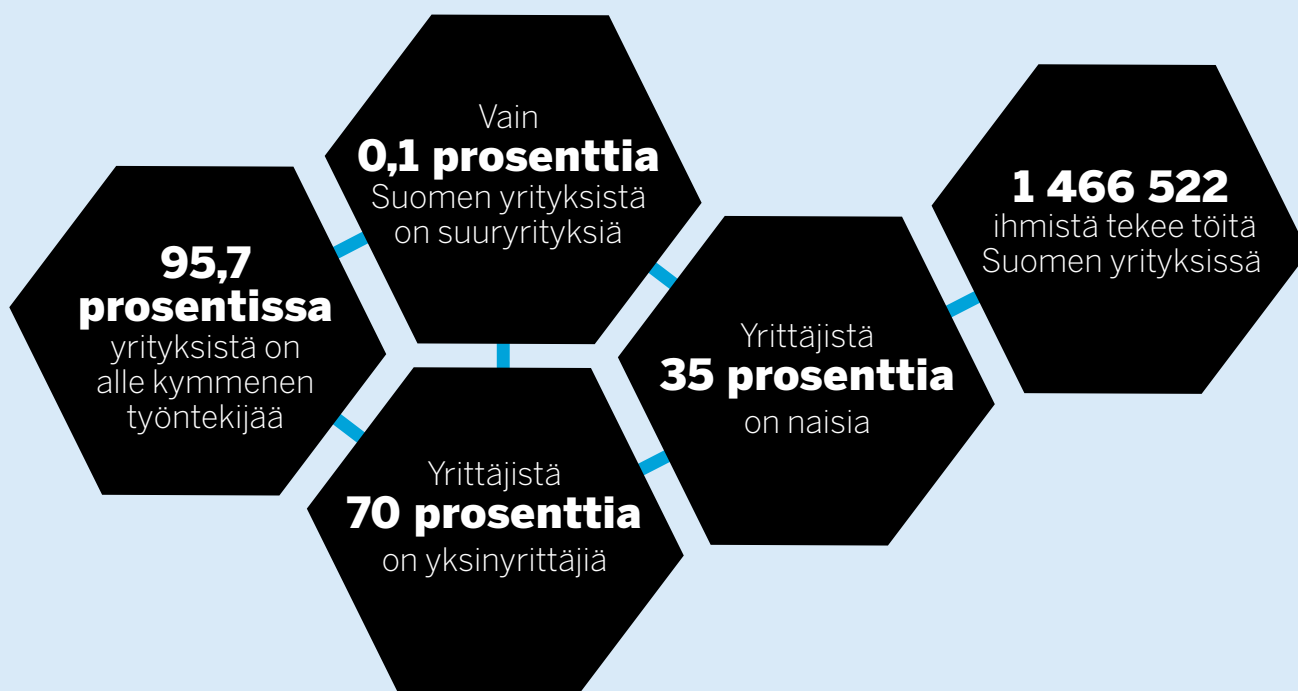 95,7
prosentissa
yrityksistä on
alle kymmenen
työntekijää
Vain
0,1 prosenttia
Suomen yrityksistä
on suuryrityksiä
Yrittäjistä
70 prosenttia
on yksinyrittäjiä
Yrittäjistä
35 prosenttia
on naisia
1 466 522
ihmistä tekee töitä
Suomen yrityksissä